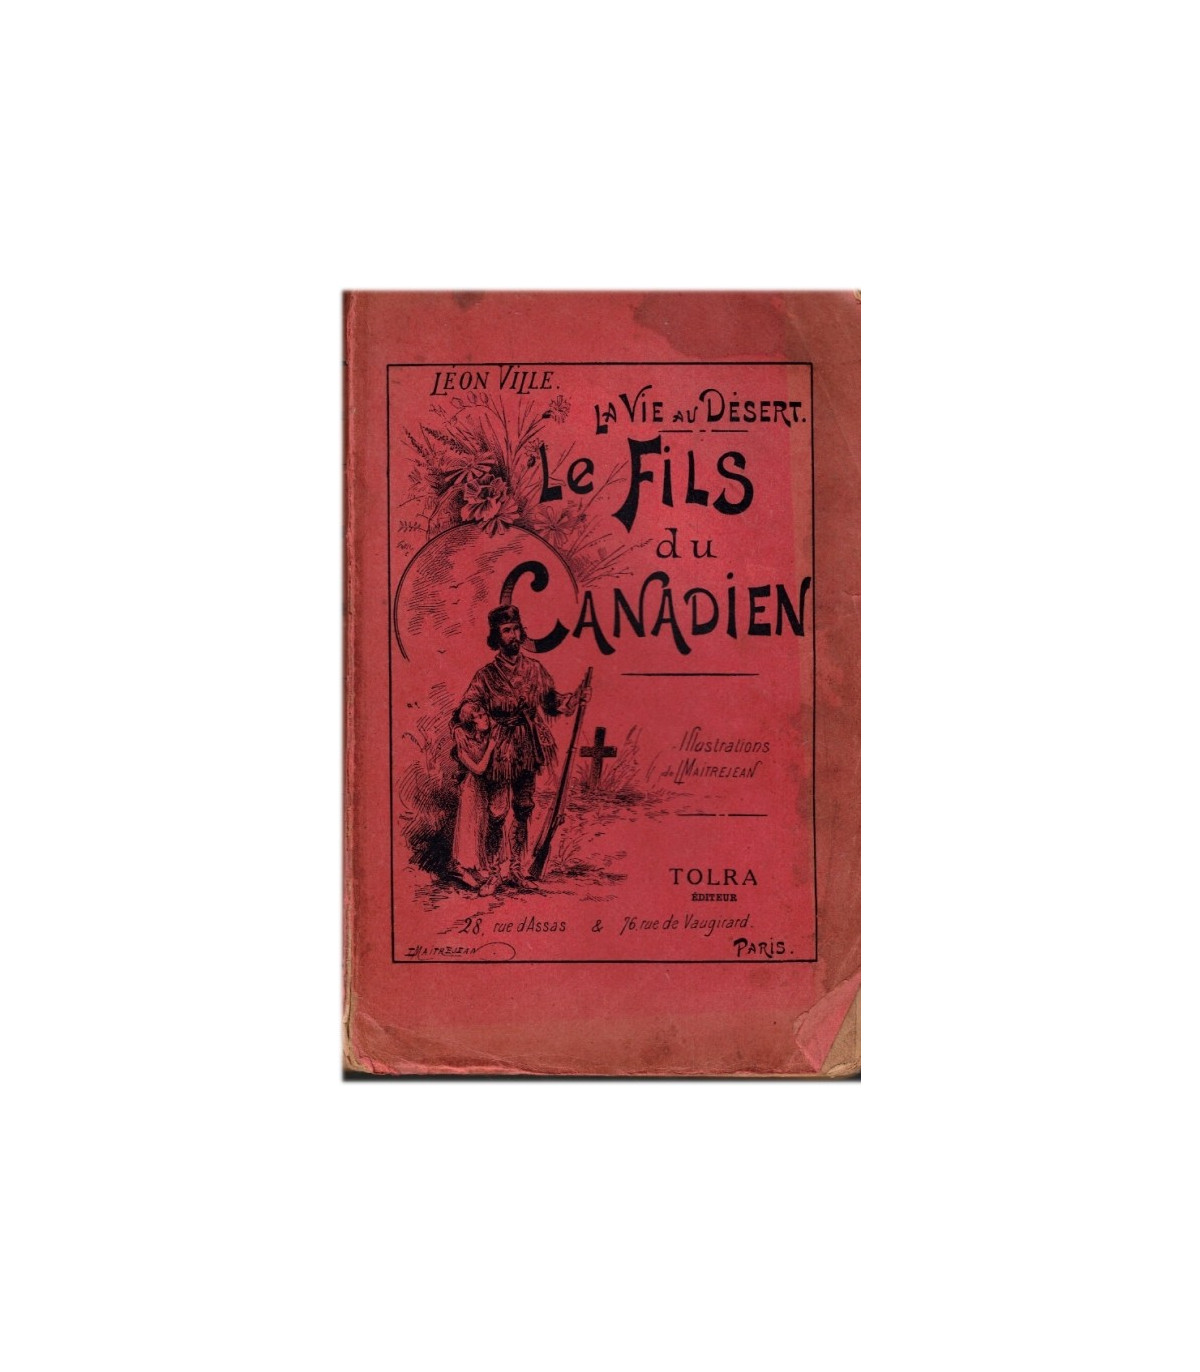 LÉON VILLE.
LA VIE AU DÉSERT.
Le FILS
du
CANADIEN
Illustrations
de L MAITREJEAN
TOLRA
ÉDITEUR
28, rue d'Assas & 76, rue de Vaugirard.
PARIS.
L MAITREJEAN